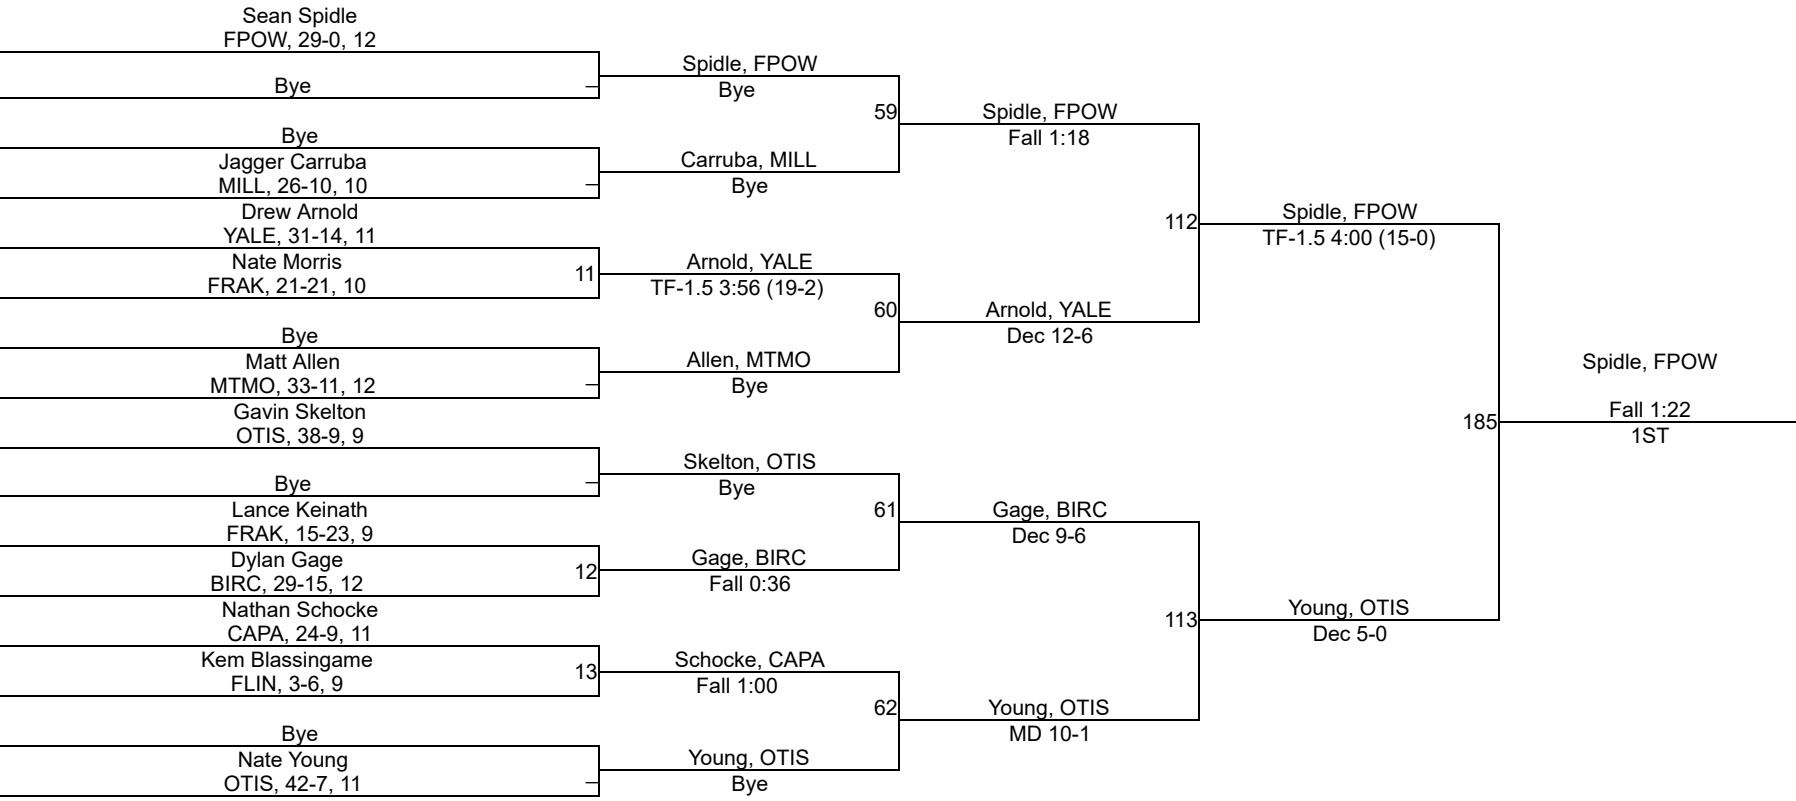 Sean Spidle
FPOW, 29-0, 12
Bye
Bye
Jagger Carruba
MILL, 26-10, 10
Drew Arnold
YALE, 31-14, 11
Nate Morris
FRAK, 21-21, 10
Bye
Matt Allen
MTMO, 33-11, 12
Gavin Skelton
OTIS, 38-9, 9
Bye
Lance Keinath
FRAK, 15-23, 9
Dylan Gage
BIRC, 29-15, 12
Nathan Schocke
CAPA, 24-9, 11
Kem Blassingame
FLIN, 3-6, 9
Bye
Nate Young
OTIS, 42-7, 11
–
–
11
–
–
12
13
–
Spidle, FPOW
Bye
Carruba, MILL
Bye
Arnold, YALE
TF-1.5 3:56 (19-2)
Allen, MTMO
Bye
Skelton, OTIS
Bye
Gage, BIRC
Fall 0:36
Schocke, CAPA
Fall 1:00
Young, OTIS
Bye
59
60
61
62
Spidle, FPOW
Fall 1:18
Arnold, YALE
Dec 12-6
Gage, BIRC
Dec 9-6
Young, OTIS
MD 10-1
112
113
Spidle, FPOW
TF-1.5 4:00 (15-0)
Young, OTIS
Dec 5-0
185
Spidle, FPOW
Fall 1:22
1ST